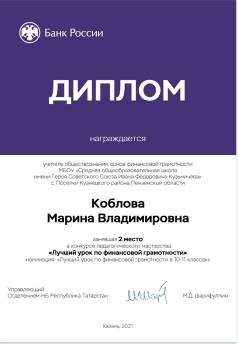 Банк России
ДИПЛОМ
награждается
учитель обществознания, основ финансовой грамотности
МБОУ «Средняя общеобразовательная школа
имени Героя Советского Союза Ивана Федоровича Кузьмичева»
с. Посёлки Кузнецкого района Пензенской области
Коблова
Марина Владимировна
занявшая 2 место
в конкурсе педагогического мастерства
«Лучший урок по финансовой грамотности»
номинация: «Лучший урок по финансовой грамотности в 10-11 классах»
Управляющий
Отделением-НБ Республика Татарстан
М.Д. Шарифуллин
Казань, 2021